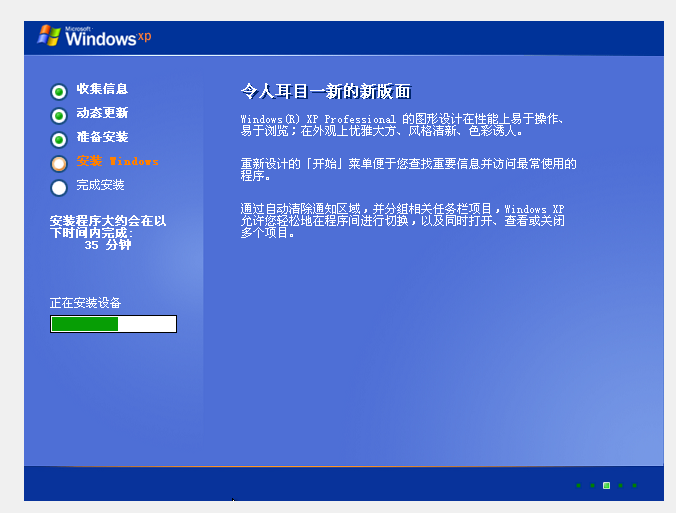 Microsoft
Windows xp
收集信息
动态更新
准备安装
安装 Windows
完成安装
安装程序大约会在以
下时间内完成:
35 分钟
正在安装设备
令人耳目一新的新版面
Windows(R) XP Professional 的图形设计在性能上易于操作、
易于浏览；在外观上优雅大方、风格清新、色彩诱人。
重新设计的「开始」菜单便于您查找重要信息并访问最常使用的
程序。
通过自动清除通知区域，并分组相关任务栏项目，Windows XP
允许您轻松地在程序间进行切换，以及同时打开、查看或关闭
多个项目。